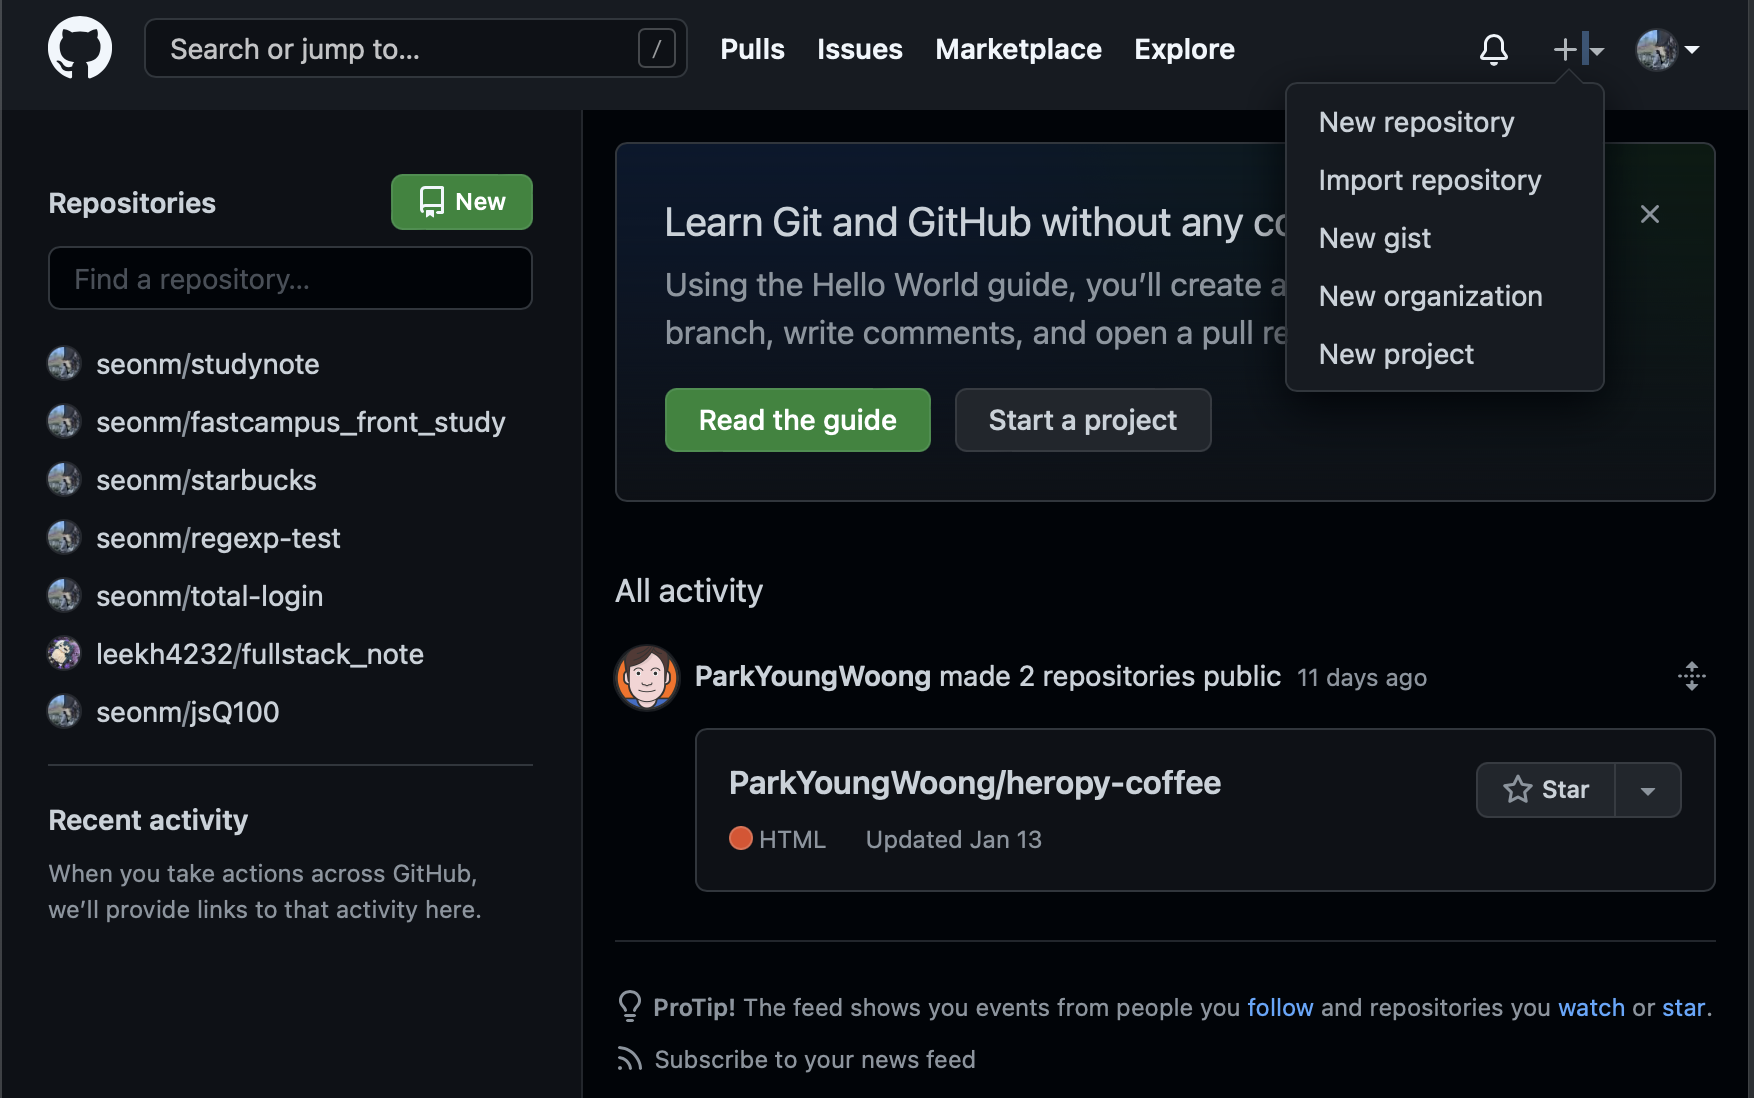 Search or jump to...
/
Pulls
Issues
Marketplace
Explore
New repository
Import repository
New gist
New organization
New project
Repositories
New
Find a repository...
seonm/studynote
seonm/fastcampus_front_study
seonm/starbucks
seonm/regexp-test
seonm/total-login
leekh4232/fullstack_note
seonm/jsQ100
Recent activity
When you take actions across GitHub,
we’ll provide links to that activity here.
Learn Git and GitHub without any
Using the Hello World guide, you’ll create a
branch, write comments, and open a pull
Read the guide
Start a project
All activity
ParkYoungWoong made 2 repositories public 11 days ago
ParkYoungWoong/heropy-coffee
Star
HTML Updated Jan 13
ProTip! The feed shows you events from people you follow and repositories you watch or star.
Subscribe to your news feed